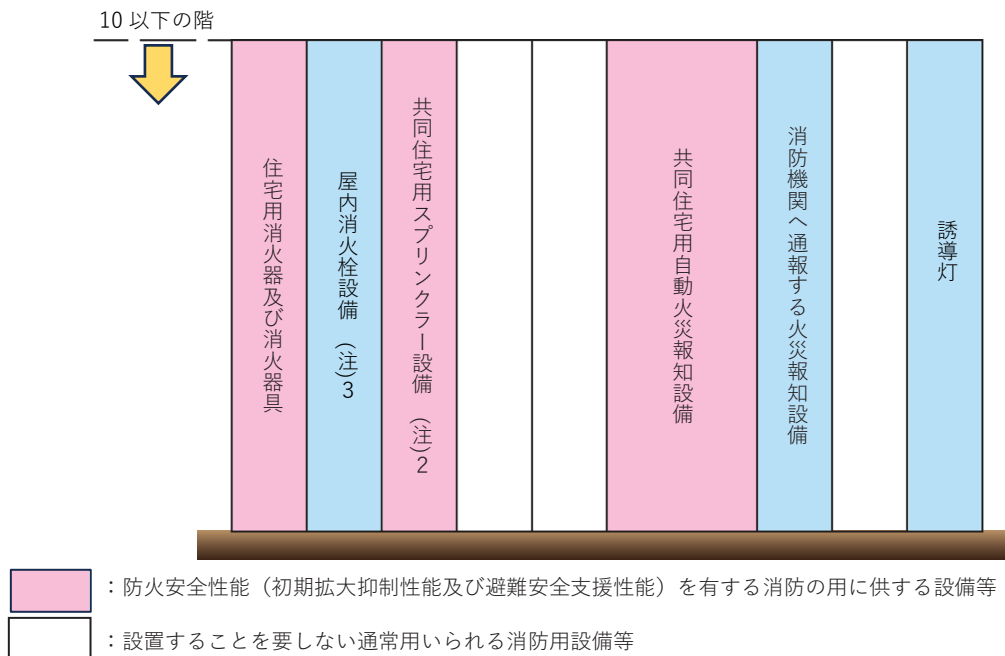 10 以下の階
住宅用消火器及び消火器具
屋内消火栓設備 (注)3
共同住宅用スプリンクラー設備 (注)2
共同住宅用自動火災報知設備
消防機関へ通報する火災報知設備
誘導灯
：防火安全性能（初期拡大抑制性能及び避難安全支援性能）を有する消防の用に供する設備等
：設置することを要しない通常用いられる消防用設備等